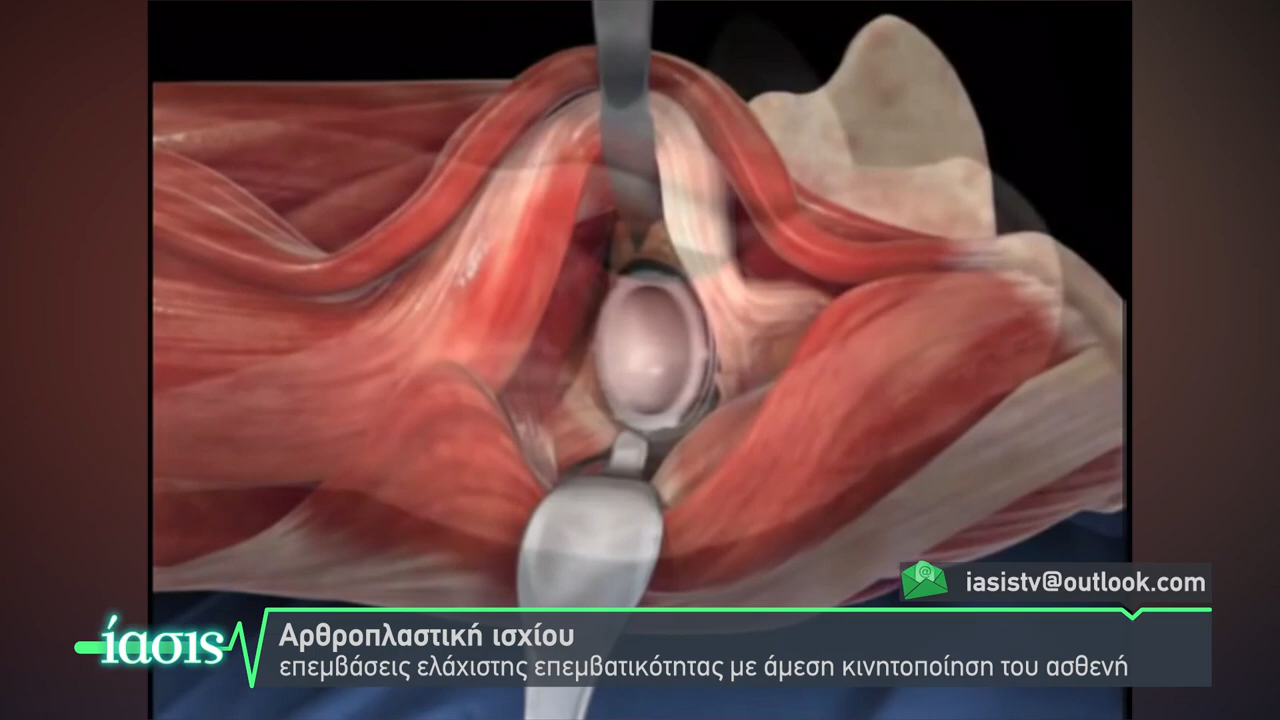 iasistv@outlook.com
ίασις
Αρθροπλαστική ισχίου
επεμβάσεις ελάχιστης επεμβατικότητας με άμεση κινητοποίηση του ασθενή